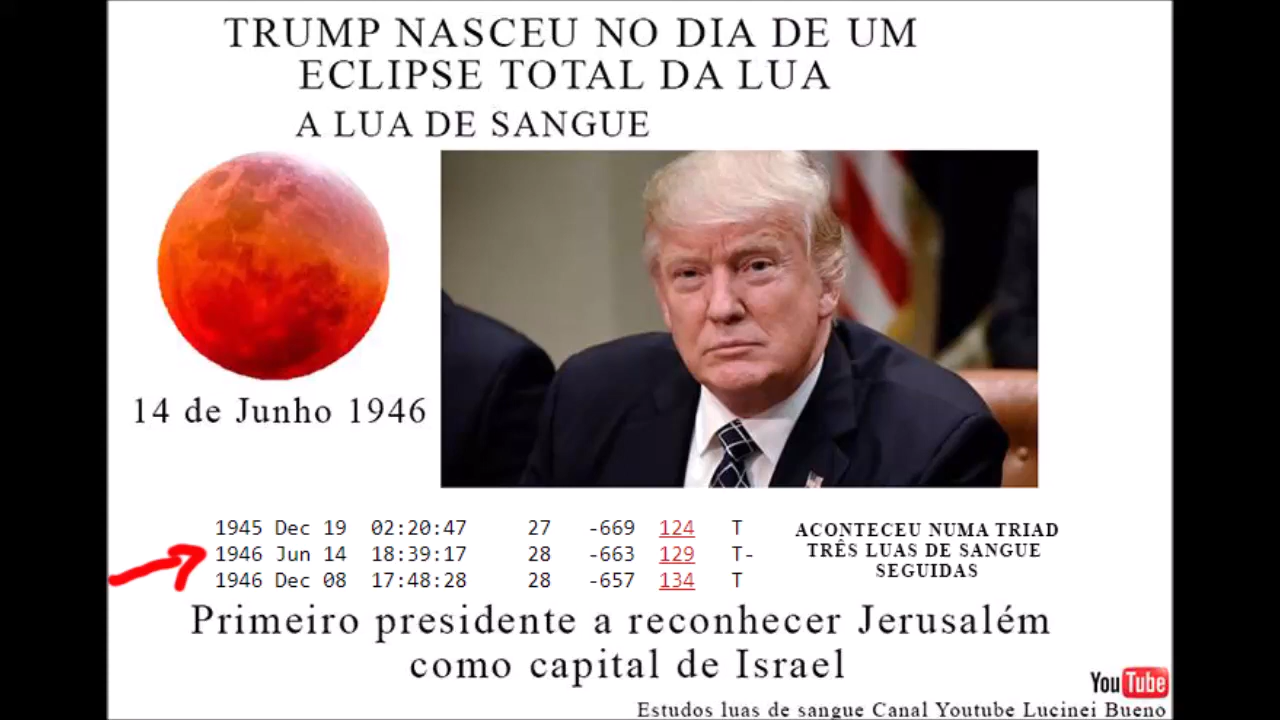 TRUMP NASCEU NO DIA DE UM
ECLIPSE TOTAL DA LUA
A LUA DE SANGUE
14 de Junho 1946
1945 Dec 19 02:20:47 27 -669 124 T
1946 Jun 14 18:39:17 28 -663 129 T-
1946 Dec 08 17:48:28 28 -657 134 T
ACONTECEU NUMA TRIAD
TRÊS LUAS DE SANGUE
SEGUIDAS
Primeiro presidente a reconhecer Jerusalém
como capital de Israel
YouTube
Estudos luas de sangue Canal Youtube Lucinei Bueno